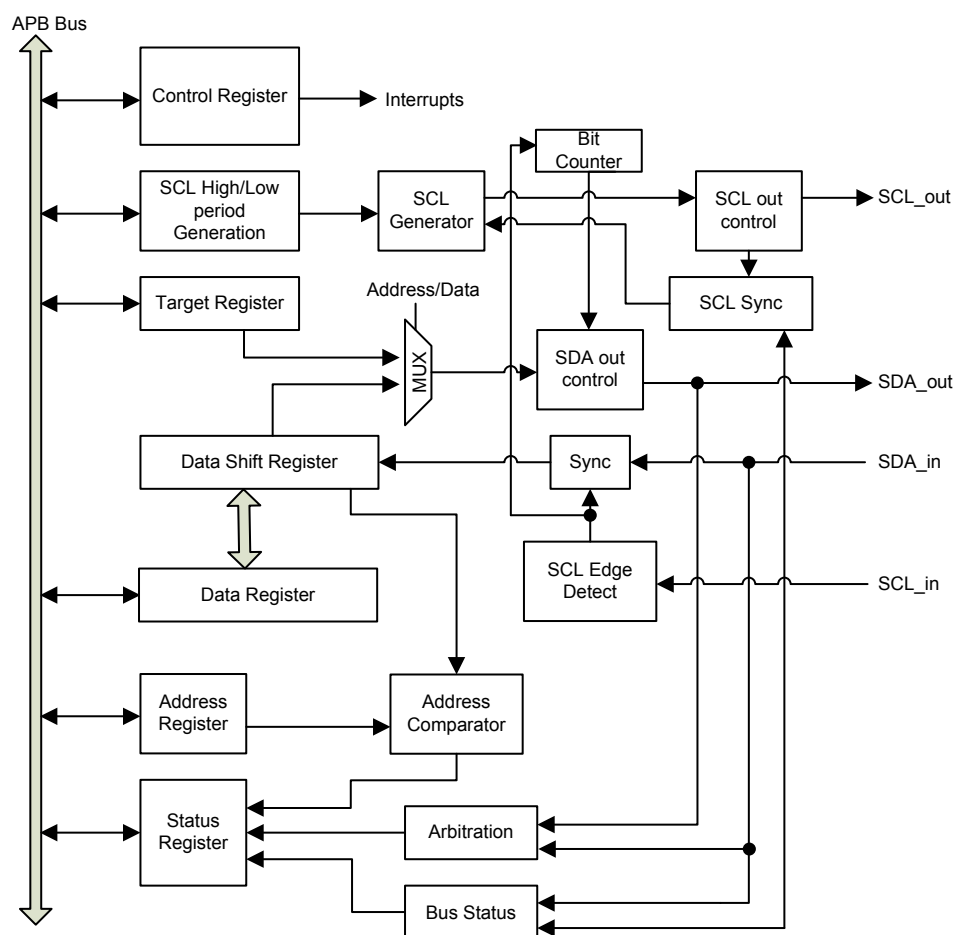 APB Bus
Control Register
Interrupts
Bit
Counter
SCL High/Low
period
Generation
SCL
Generator
SCL out
control
SCL_out
Target Register
Address/Data
SCL Sync
MUX
SDA out
control
SDA_out
Data Shift Register
Sync
SDA_in
SCL Edge
Detect
SCL_in
Data Register
Address
Register
Address
Comparator
Status
Register
Arbitration
Bus Status